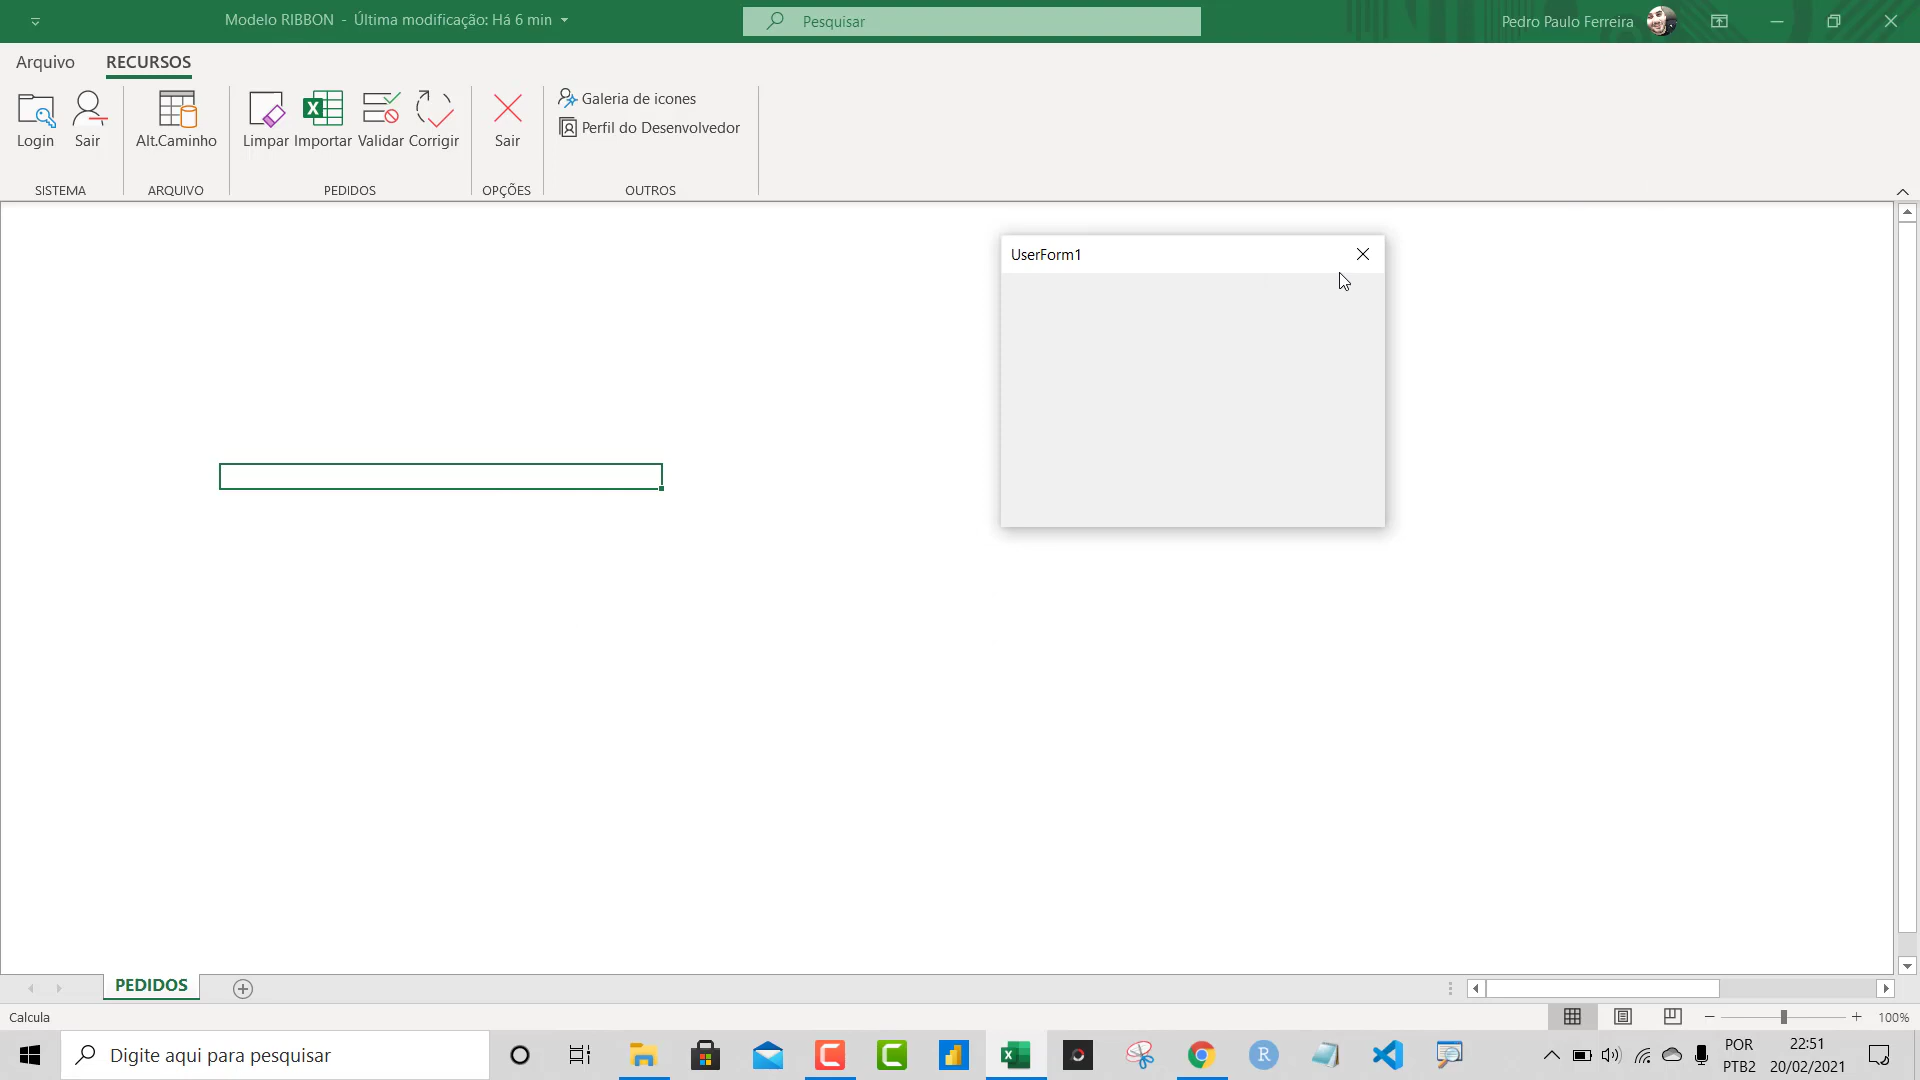 Modelo RIBBON - Última modificação: Há 6 min
Pesquisar
Pedro Paulo Ferreira
Arquivo
RECURSOS
Login
Sair
Alt.Caminho
Limpar
Importar
Validar
Corrigir
Sair
Galeria de icones
Perfil do Desenvolvedor
SISTEMA
ARQUIVO
PEDIDOS
OPÇÕES
OUTROS
UserForm1
PEDIDOS
Calcula
100%
Digite aqui para pesquisar
R
POR
PTB2
22:51
20/02/2021